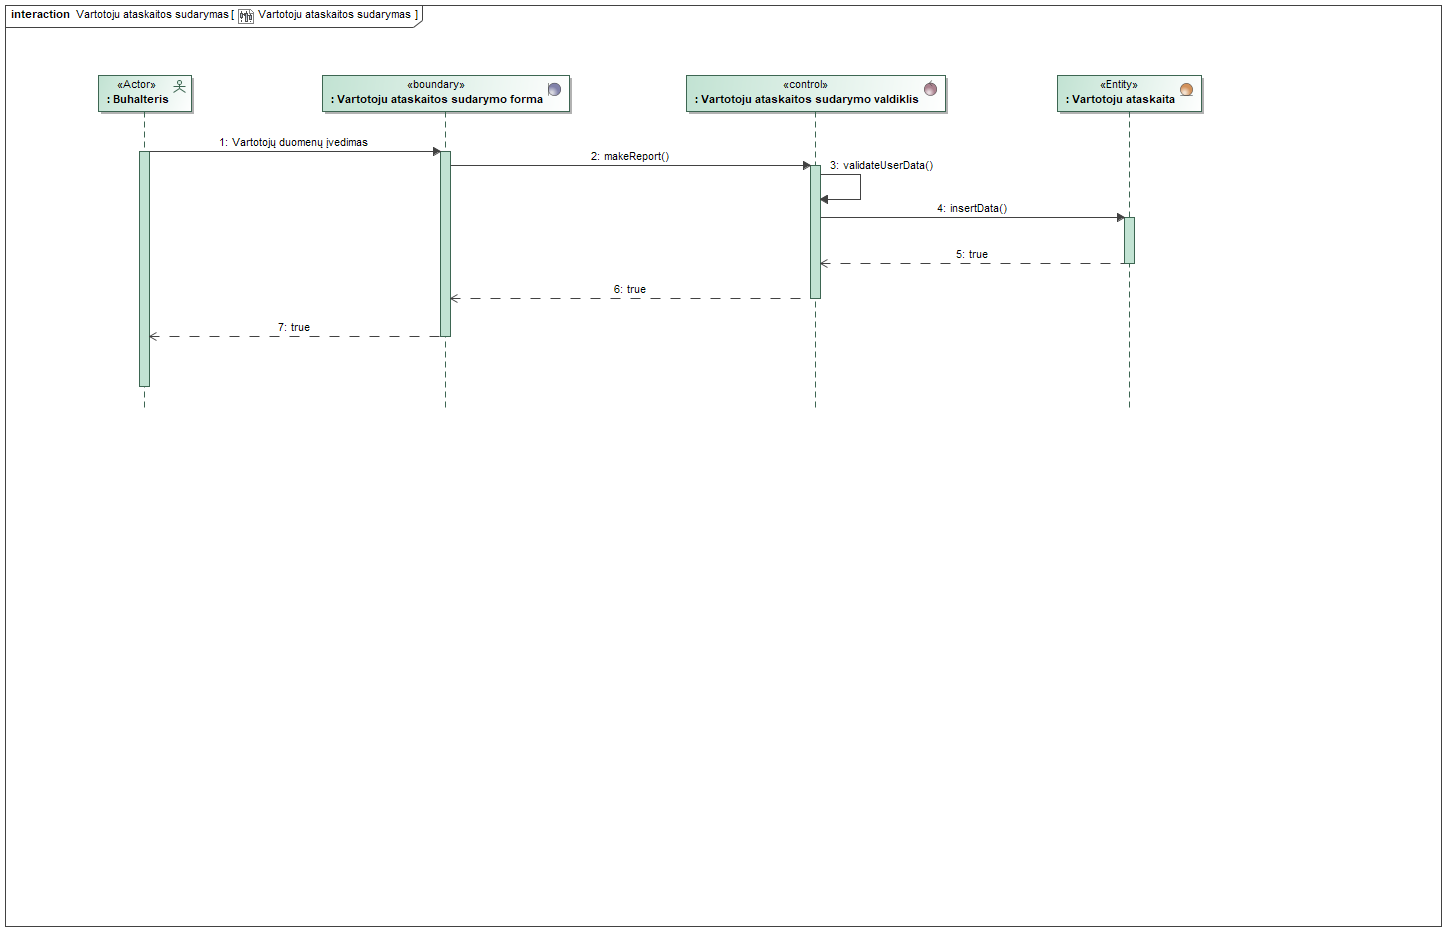 interaction Vartotoju ataskaitos sudarymas [ Vartotoju ataskaitos sudarymas ]
«Actor»
: Buhalteris
«boundary»
: Vartotoju ataskaitos sudarymo forma
«control»
: Vartotoju ataskaitos sudarymo valdiklis
«Entity»
: Vartotoju ataskaita
1: Vartotojų duomenų įvedimas
2: makeReport()
3: validateUserData()
4: insertData()
5: true
6: true
7: true